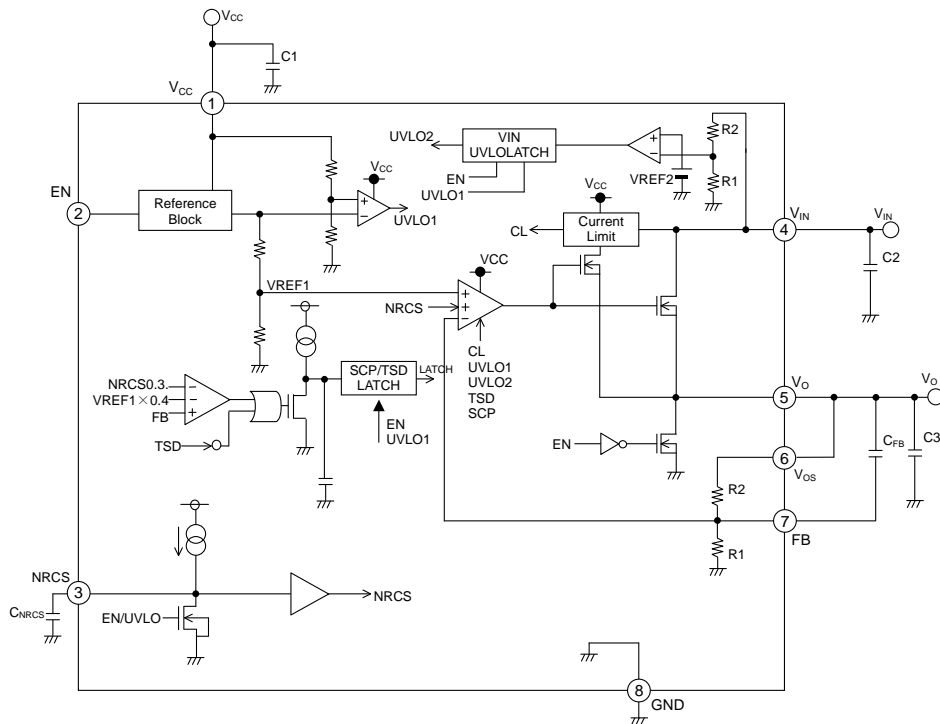 VCC
C1
VCC
1
UVLO2
VIN
UVLOLATCH
R2
+
−
EN
UVLO1
VREF2
R1
EN
2
Reference
Block
VCC
+
−
UVLO1
VCC
CL
Current
Limit
4
VIN
VIN
C2
VREF1
VCC
NRCS
+
+
−
CL
UVLO1
UVLO2
TSD
SCP
SCP/TSD
LATCH
LATCH
EN
UVLO1
NRCS0.3.
VREF1×0.4
FB
−
−
+
TSD
VO
5
VO
EN
6
VOS
CFB
C3
R2
7
FB
R1
NRCS
3
CNRCS
EN/UVLO
NRCS
8
GND